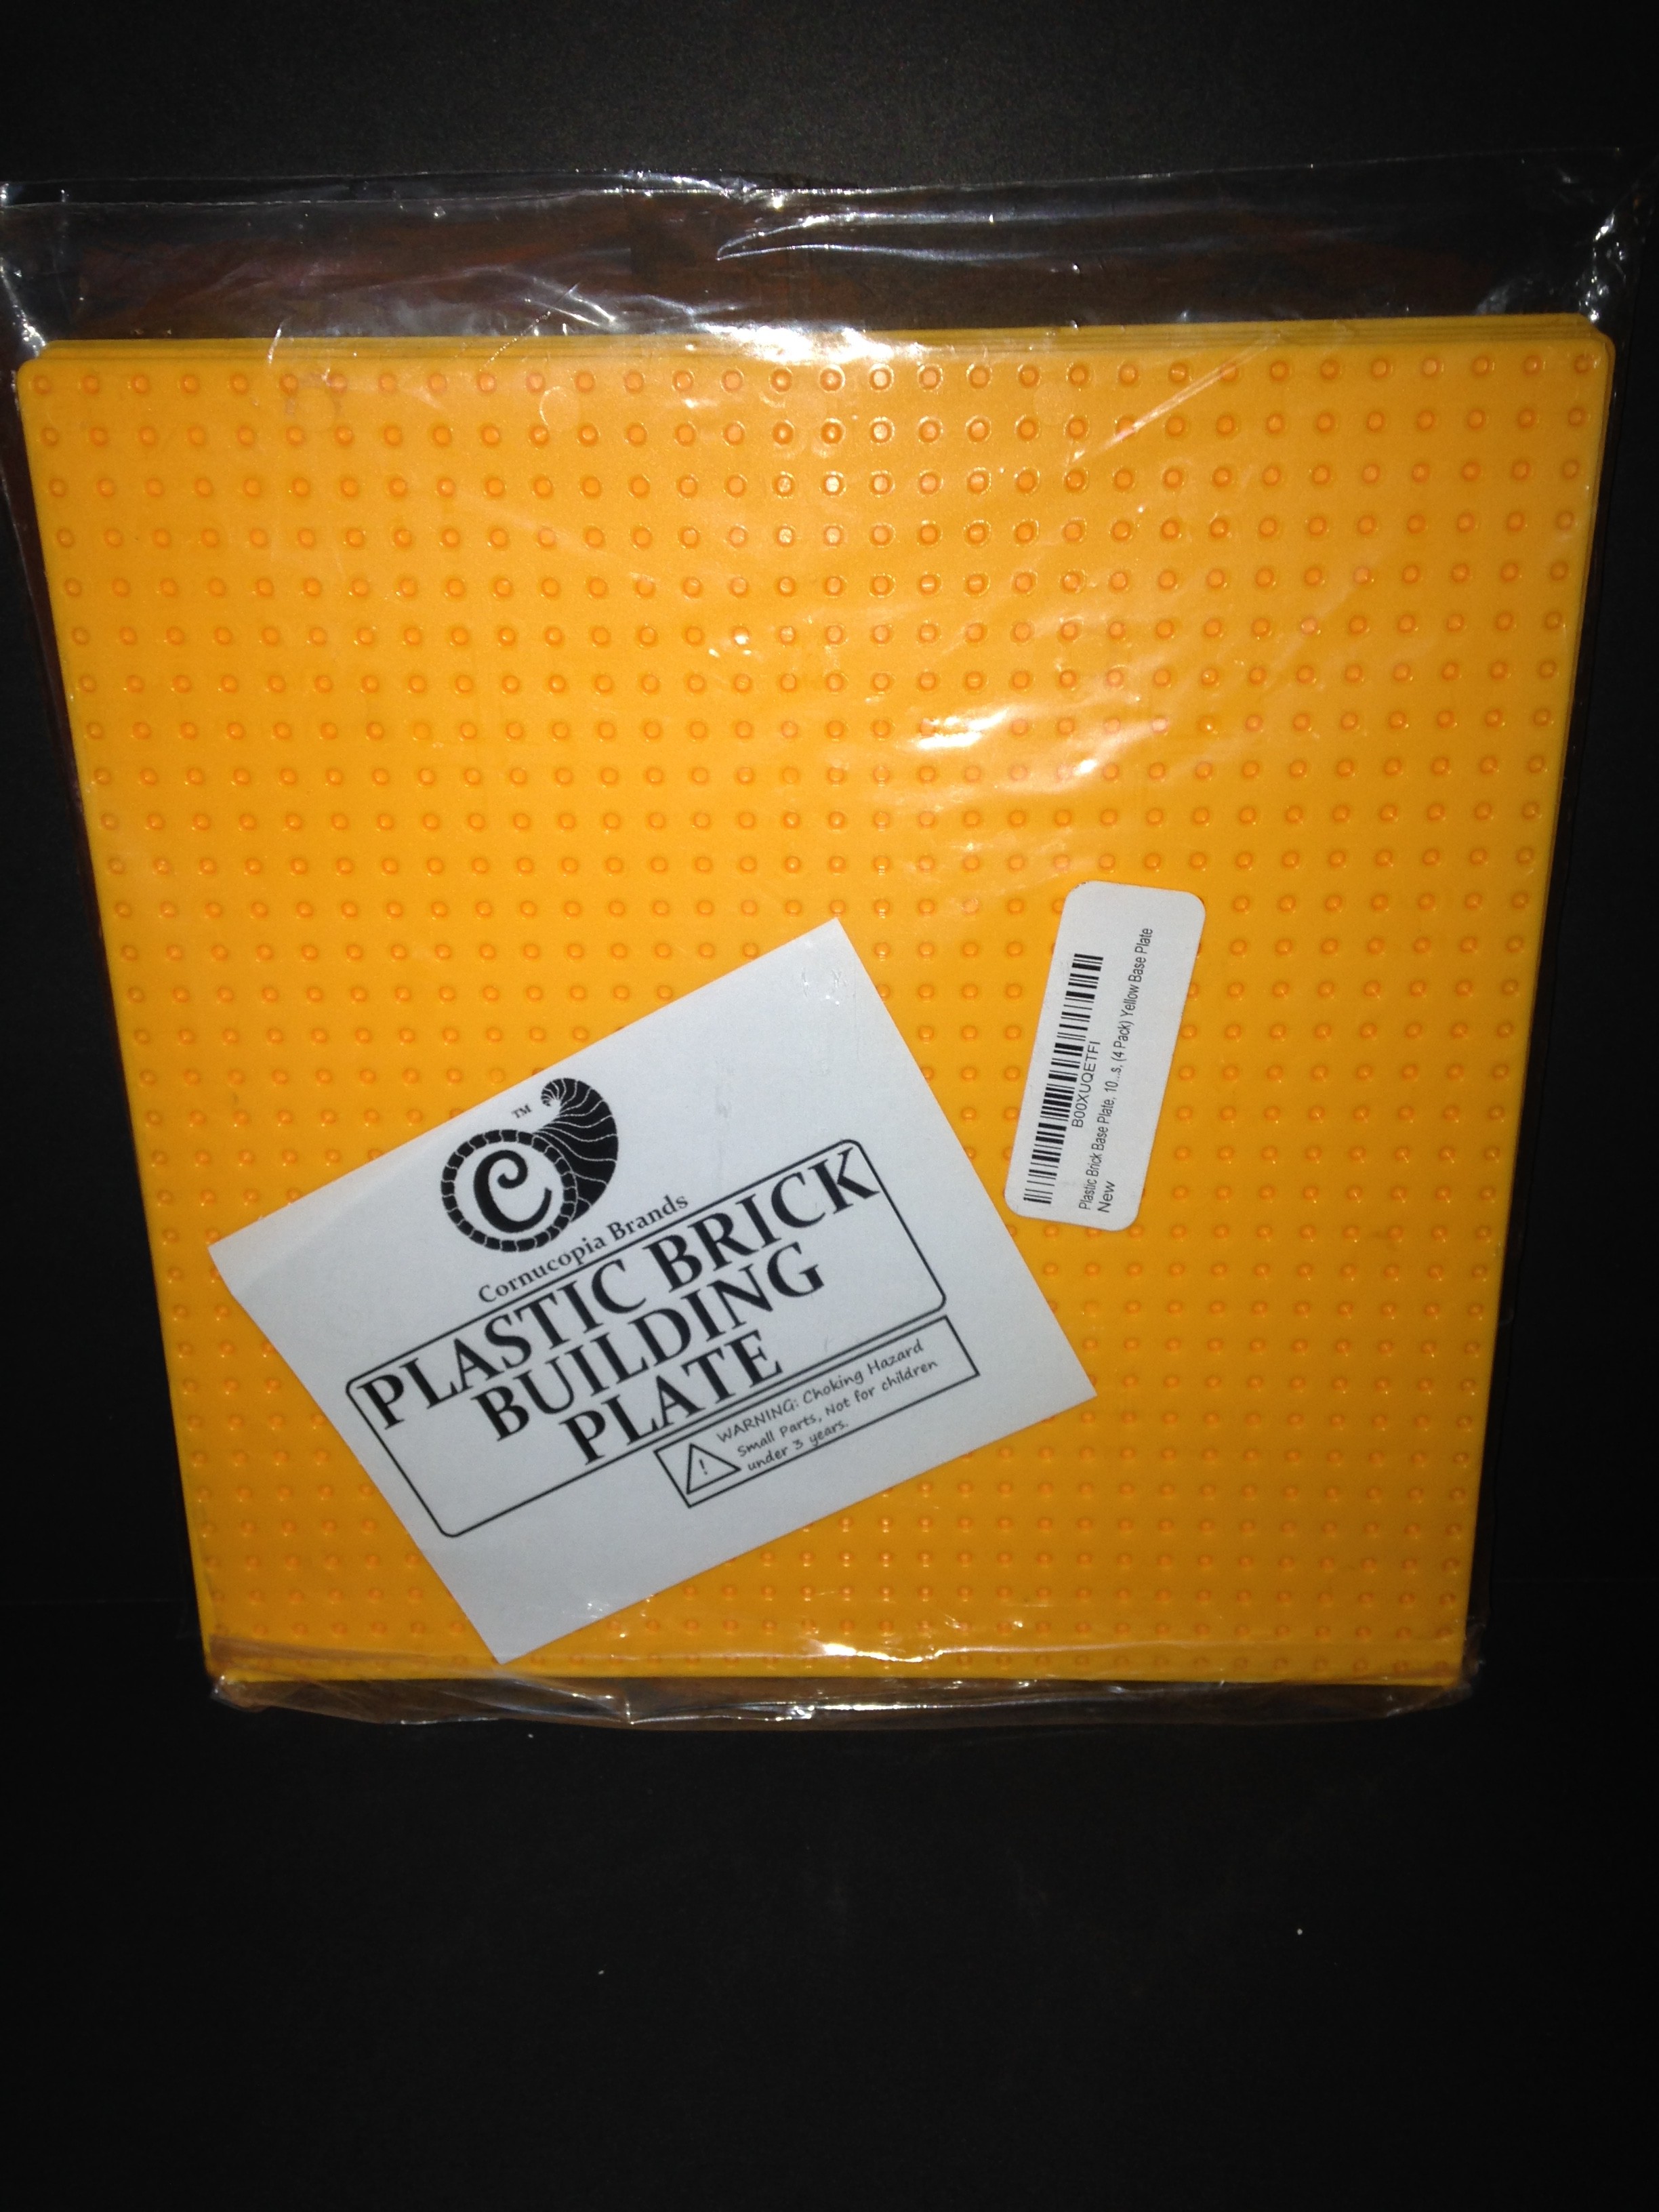 TM
C
Cornucopia Brands
PLASTIC BRICK
BUILDING
PLATE
WARNING: Choking Hazard
Small Parts, Not for children
under 3 years.
B00XUQETFI
Plastic Brick Base Plate, 10...s, (4 Pack) Yellow Base Plate
New